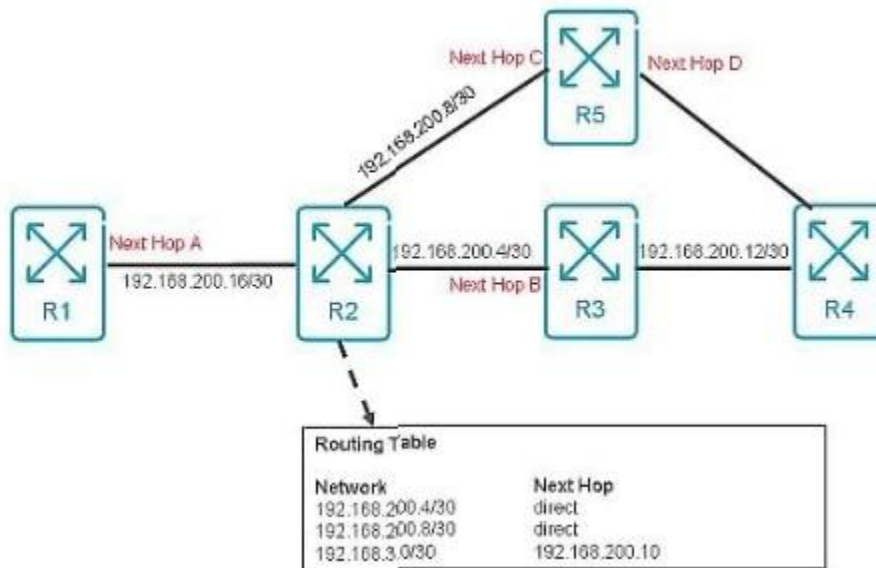 Next Hop C
Next Hop D
R5
192.168.200.8/30
Next Hop A
192.168.200.4/30
192.168.200.12/30
192.168.200.16/30
Next Hop B
R1
R2
R3
R4
Routing Table
Network Next Hop
192.168.200.4/30 direct
192.168.200.8/30 direct
192.168.3.0/30 192.168.200.10